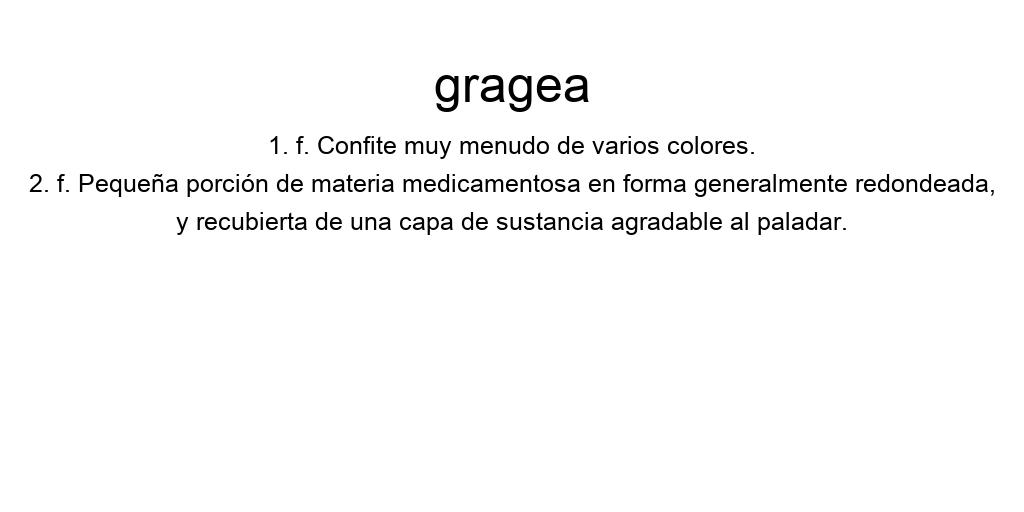 gragea
1. f. Confite muy menudo de varios colores.
2. f. Pequeña porción de materia medicamentosa en forma generalmente redondeada,
y recubierta de una capa de sustancia agradable al paladar.